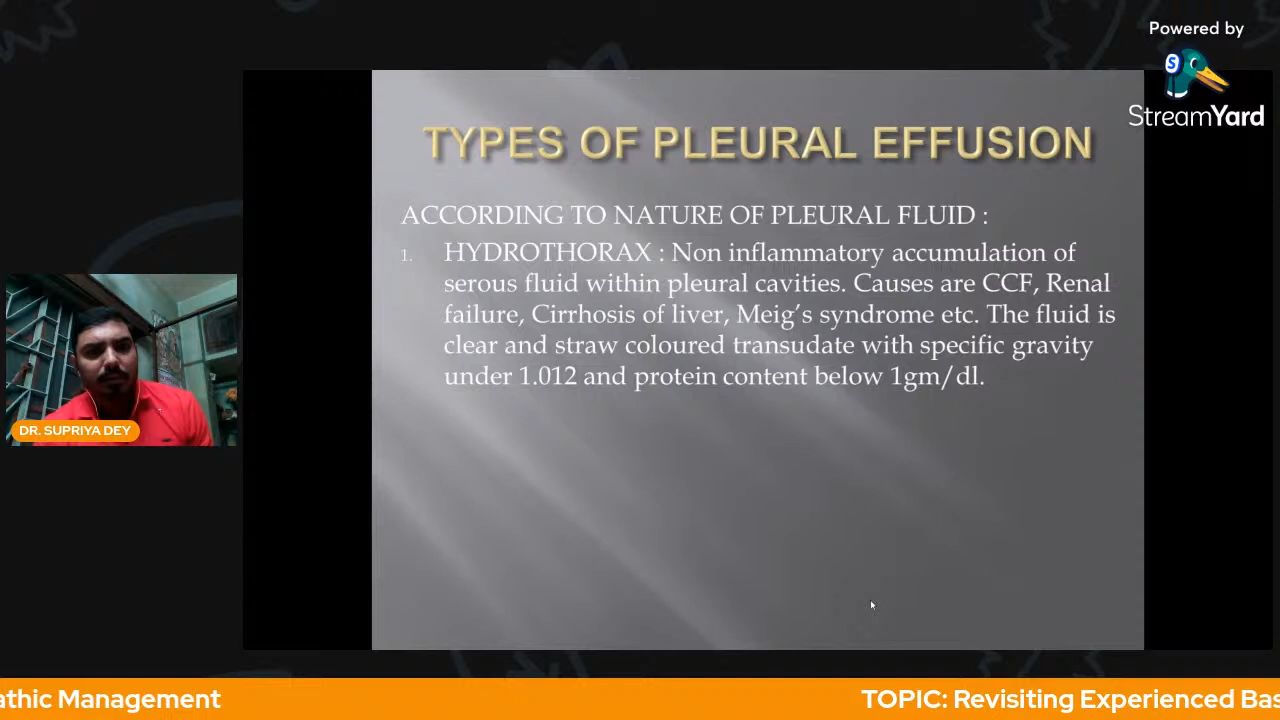 Powered by
S
StreamYard
TYPES OF PLEURAL EFFUSION
ACCORDING TO NATURE OF PLEURAL FLUID :
1. HYDROTHORAX : Non inflammatory accumulation of
serous fluid within pleural cavities. Causes are CCF, Renal
failure, Cirrhosis of liver, Meig's syndrome etc. The fluid is
clear and straw coloured transudate with specific gravity
under 1.012 and protein content below 1gm/dl.
DR. SUPRIYA DEY
athic Management
TOPIC: Revisiting Experienced Bas